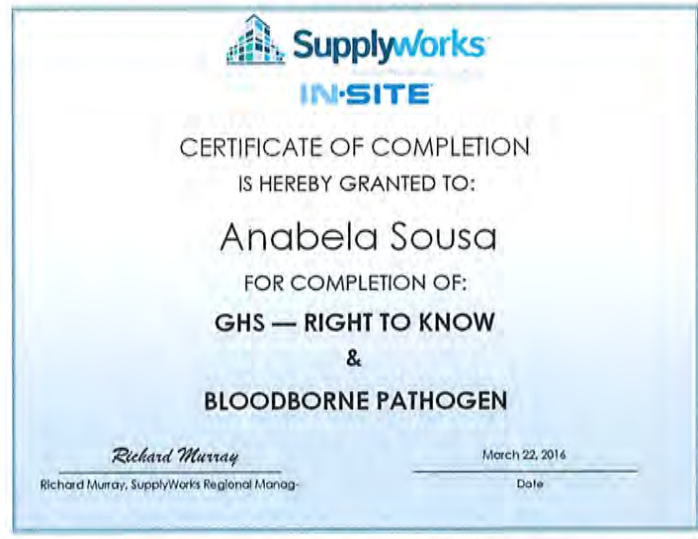 SupplyWorks
IN·SITE
CERTIFICATE OF COMPLETION
IS HEREBY GRANTED TO:
Anabela Sousa
FOR COMPLETION OF:
GHS — RIGHT TO KNOW
&
BLOODBORNE PATHOGEN
Richard Murray
March 22, 2016
Richard Murray, SupplyWorks Regional Manag-
Date